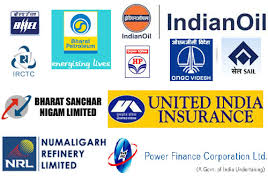 BHEL
Bharat
Petroleum
energising lives
IndianOil
IndianOil
IRCTC
HP
ONGC VIDESH
सेल SAIL
BHARAT SANCHAR
NIGAM LIMITED
UNITED INDIA
INSURANCE
NRL
NUMALIGARH
REFINERY
LIMITED
Power Finance Corporation Ltd.
(A Govt. of India Undertaking)